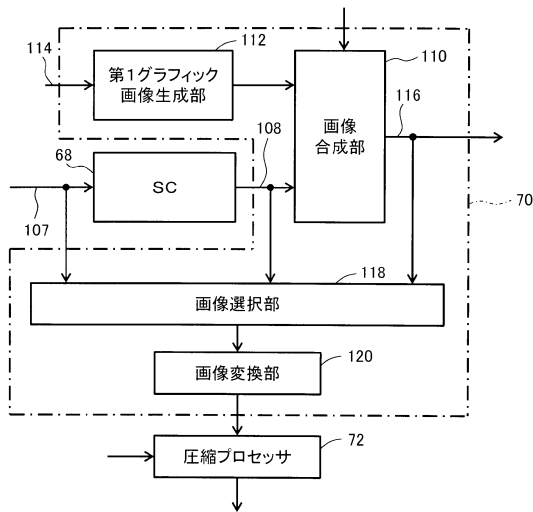 112
114
第1グラフィック
画像生成部
110
画像
合成部
116
68
SC
108
107
70
118
画像選択部
120
画像変換部
72
圧縮プロセッサ